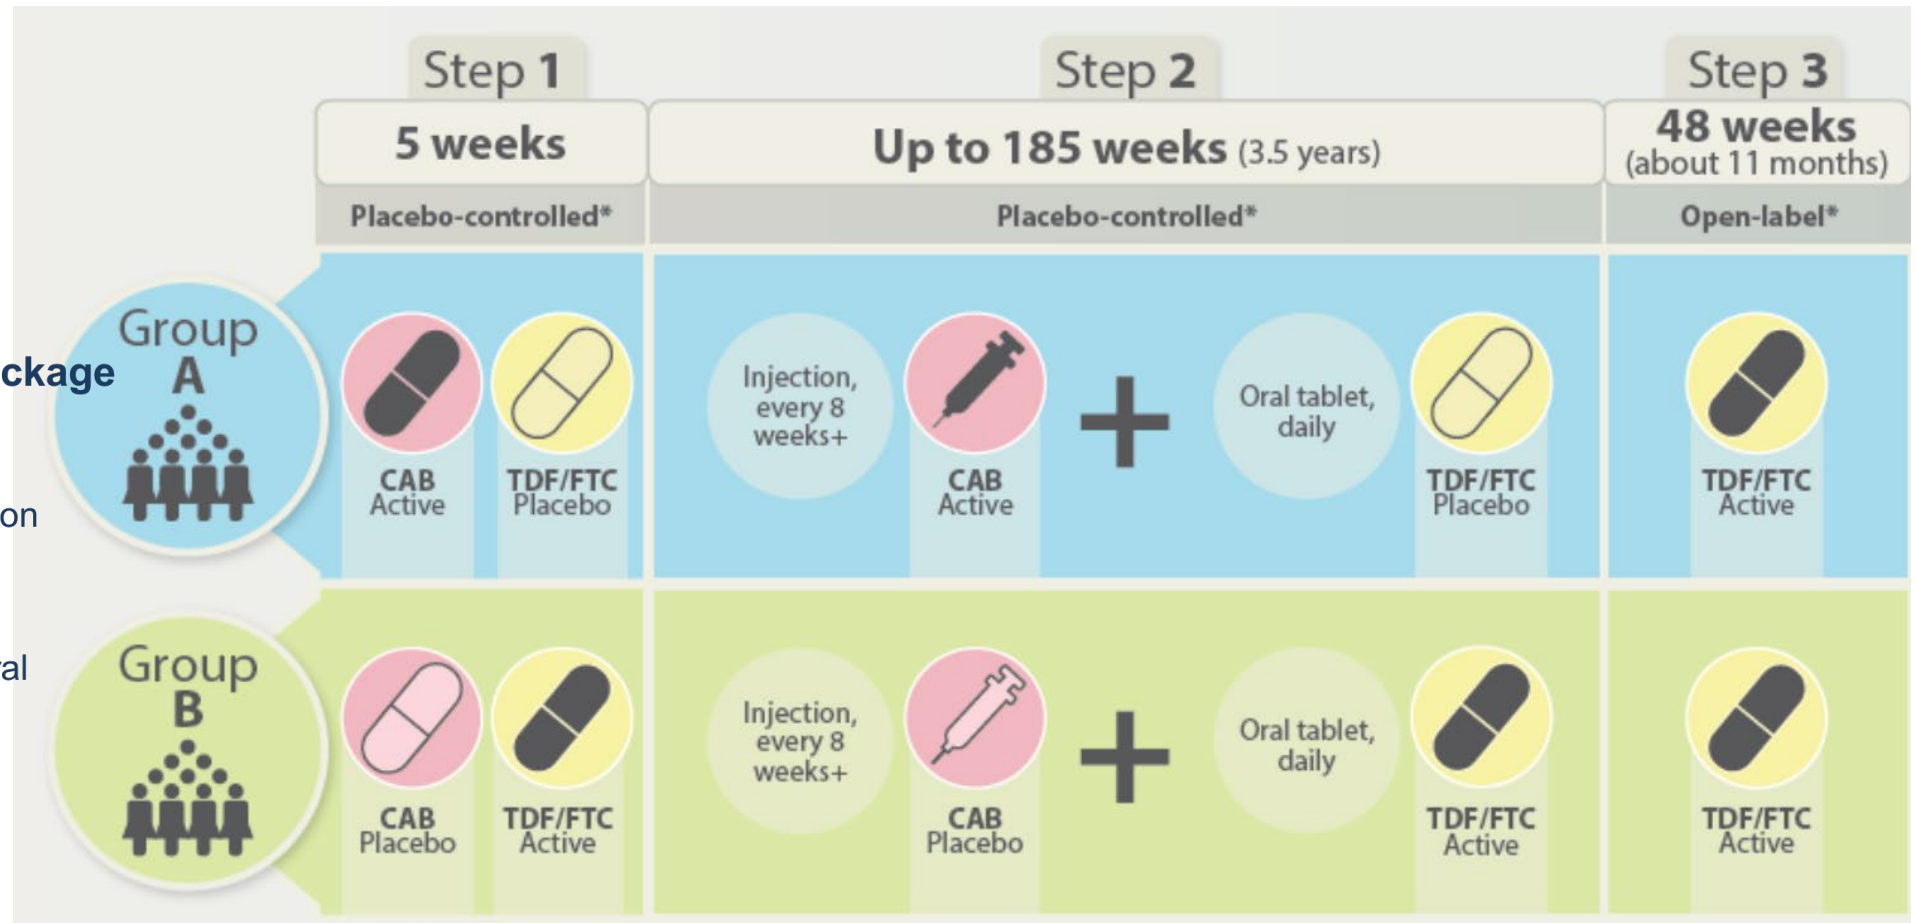 Step 1
Step 2
Step 3
5 weeks
Up to 185 weeks (3.5 years)
48 weeks
(about 11 months)
Placebo-controlled*
Placebo-controlled*
Open-label*
ckage
on
al
Group
A
CAB
Active
TDF/FTC
Placebo
Injection,
every 8
weeks+
CAB
Active
+
Oral tablet,
daily
TDF/FTC
Placebo
TDF/FTC
Active
Group
B
CAB
Placebo
TDF/FTC
Active
Injection,
every 8
weeks+
CAB
Placebo
+
Oral tablet,
daily
TDF/FTC
Active
TDF/FTC
Active